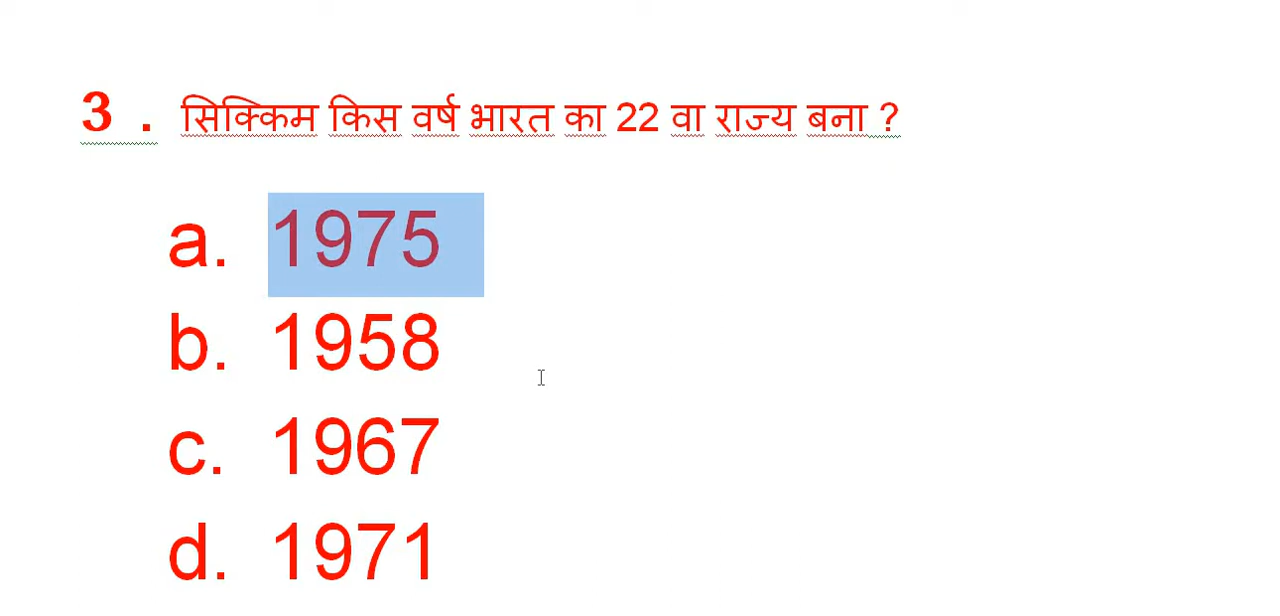 3 . सिक्किम किस वर्ष भारत का 22 वा राज्य बना ?
a. 1975
b. 1958
c. 1967
d. 1971